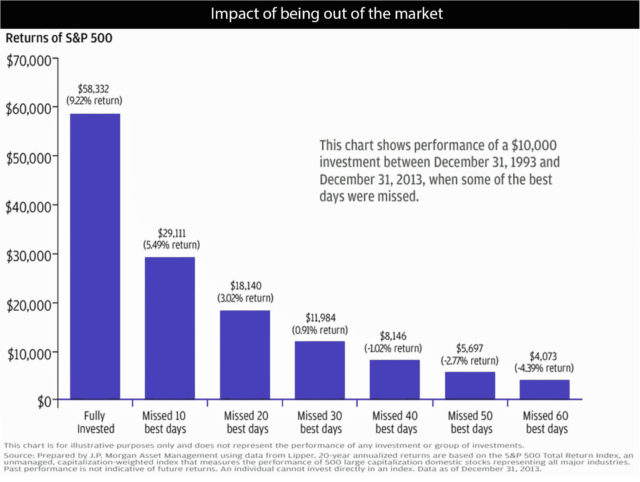 Impact of being out of the market
Returns of S&P 500
$70,000
$60,000
$50,000
$40,000
$30,000
$20,000
$10,000
$0
$58,332
(9.22% return)
$29,111
(5.49% return)
$18,140
(3.02% return)
$11,984
(0.91% return)
$8,146
(-1.02% return)
$5,697
(-2.77% return)
$4,073
(-4.39% return)
This chart shows performance of a $10,000
investment between December 31, 1993 and
December 31, 2013, when some of the best
days were missed.
Fully
Invested
Missed 10
best days
Missed 20
best days
Missed 30
best days
Missed 40
best days
Missed 50
best days
Missed 60
best days
This chart is for illustrative purposes only and does not represent the performance of any investment or group of investments.
Source: Prepared by J.P. Morgan Asset Management using data from Lipper, 20-year annualized returns are based on the S&P 500 Total Return Index, an
unmanaged, capitalization-weighted index that measures the performance of 500 large capitalization domestic stocks representing all major industries.
Past performance is not indicative of future returns. An individual cannot invest directly in an index. Data as of December 31, 2013.